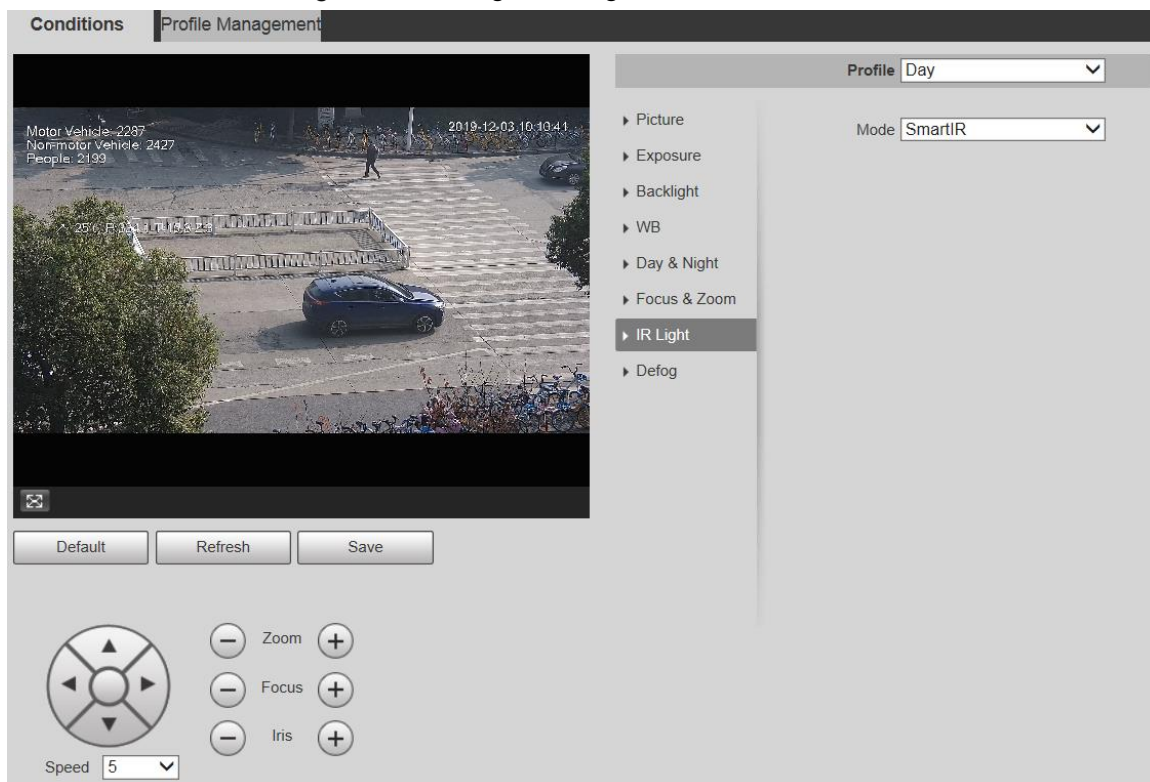 Conditions
Profile Management
Motor Vehicle: 2287
Non-motor Vehicle: 2427
People: 2199
2019-12-03 10:10:41
Profile Day
Mode SmartIR
Picture
Exposure
Backlight
WB
Day & Night
Focus & Zoom
IR Light
Defog
Default
Refresh
Save
Zoom
Focus
Iris
Speed 5